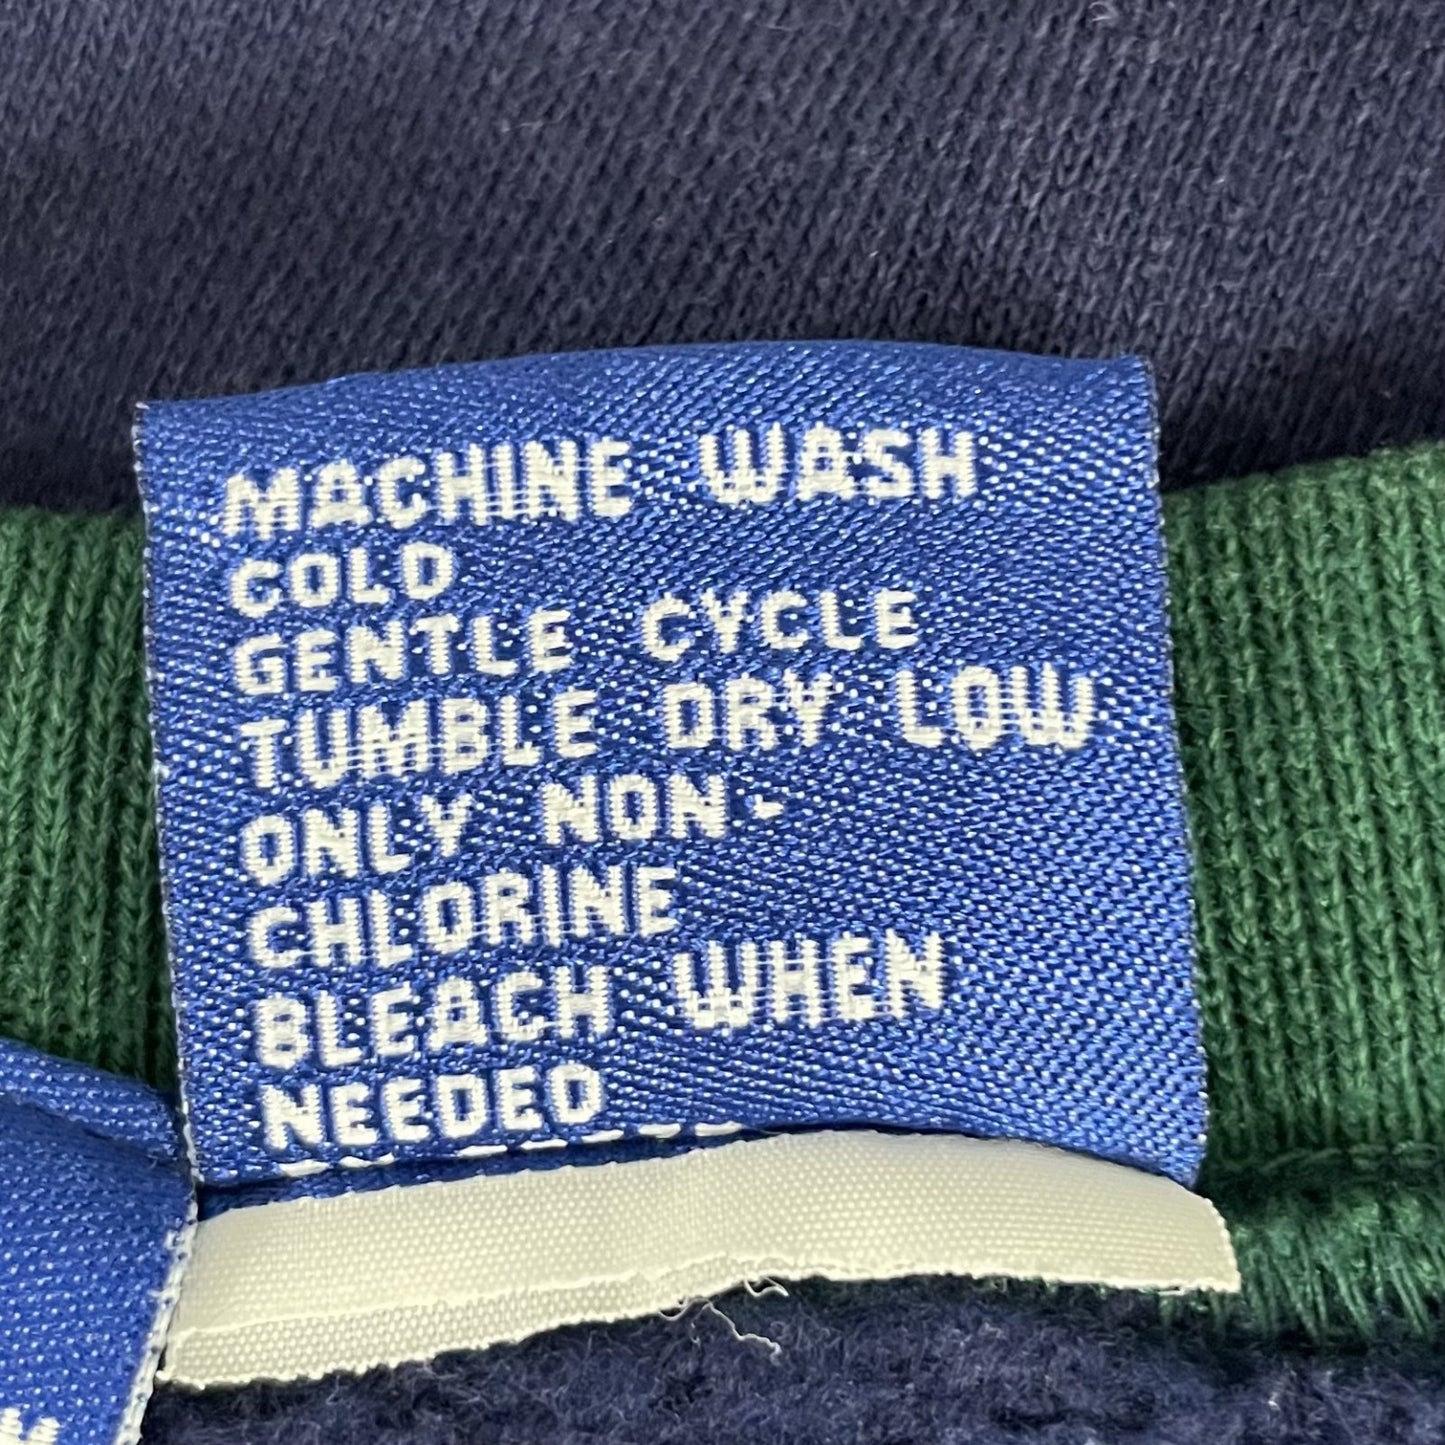 MACHINE WASH
COLD
GENTLE CYCLE
TUMBLE DRY LOW
ONLY NON-
CHLORINE
BLEACH WHEN
NEEDED